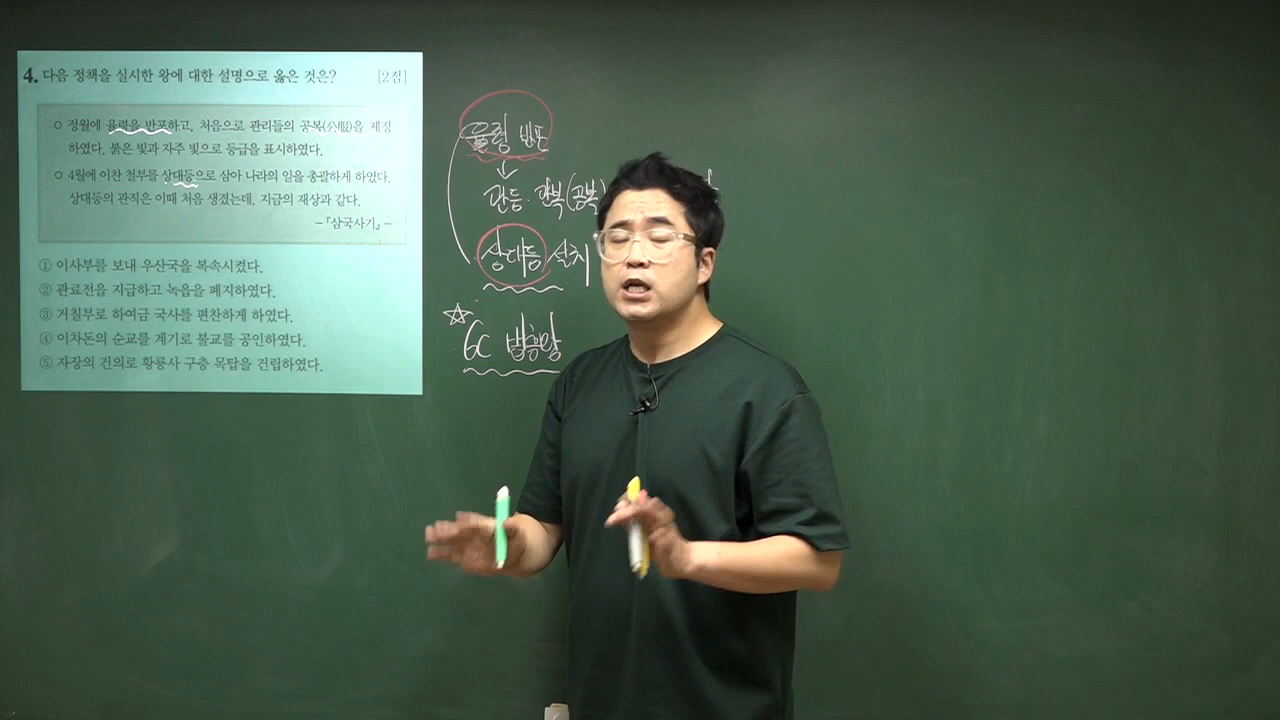 4. 다음 정책을 실시한 왕에 대한 설명으로 옳은 것은? [2점]
○ 정월에 율령을 반포하고, 처음으로 관리들의 공복(公服)을 제정
하였다. 붉은 빛과 자주 빛으로 등급을 표시하였다.
○ 4월에 이찬 철부를 상대등으로 삼아 나라의 일을 총괄하게 하였다.
상대등의 관직은 이때 처음 생겼는데, 지금의 재상과 같다.
-『삼국사기』-
① 이사부를 보내 우산국을 복속시켰다.
② 관료전을 지급하고 녹읍을 폐지하였다.
③ 거칠부로 하여금 국사를 편찬하게 하였다.
④ 이차돈의 순교를 계기로 불교를 공인하였다.
⑤ 자장의 건의로 황룡사 구층 목탑을 건립하였다.
율령 반포
↓
관등·관복(공복)
상대등 설치
☆6C 법흥왕